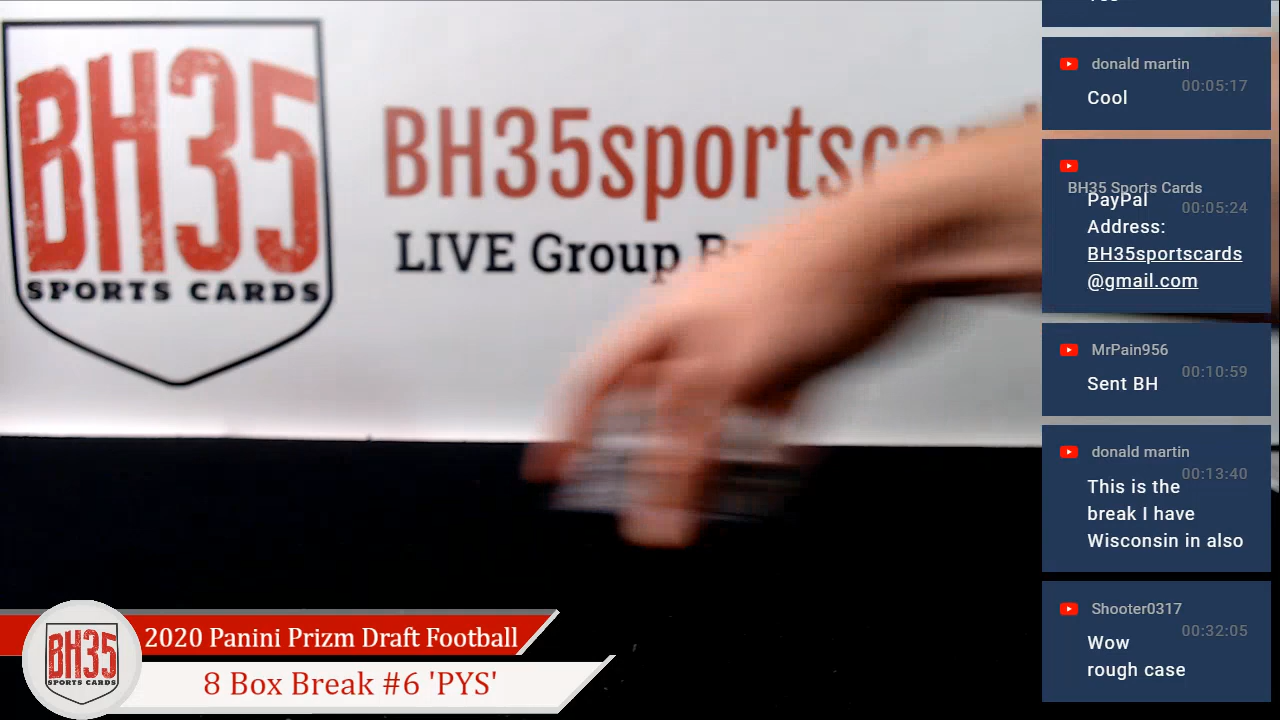 BH35
SPORTS CARDS
BH35sportscard
LIVE Group
donald martin
00:05:17
Cool
BH35 Sports Cards
PayPal
00:05:24
Address:
BH35sportscards
@gmail.com
MrPain956
00:10:59
Sent BH
donald martin
00:13:40
This is the
break I have
Wisconsin in also
Shooter0317
00:32:05
Wow
rough case
BH35
SPORTS CARDS
2020 Panini Prizm Draft Football
8 Box Break #6 'PYS'